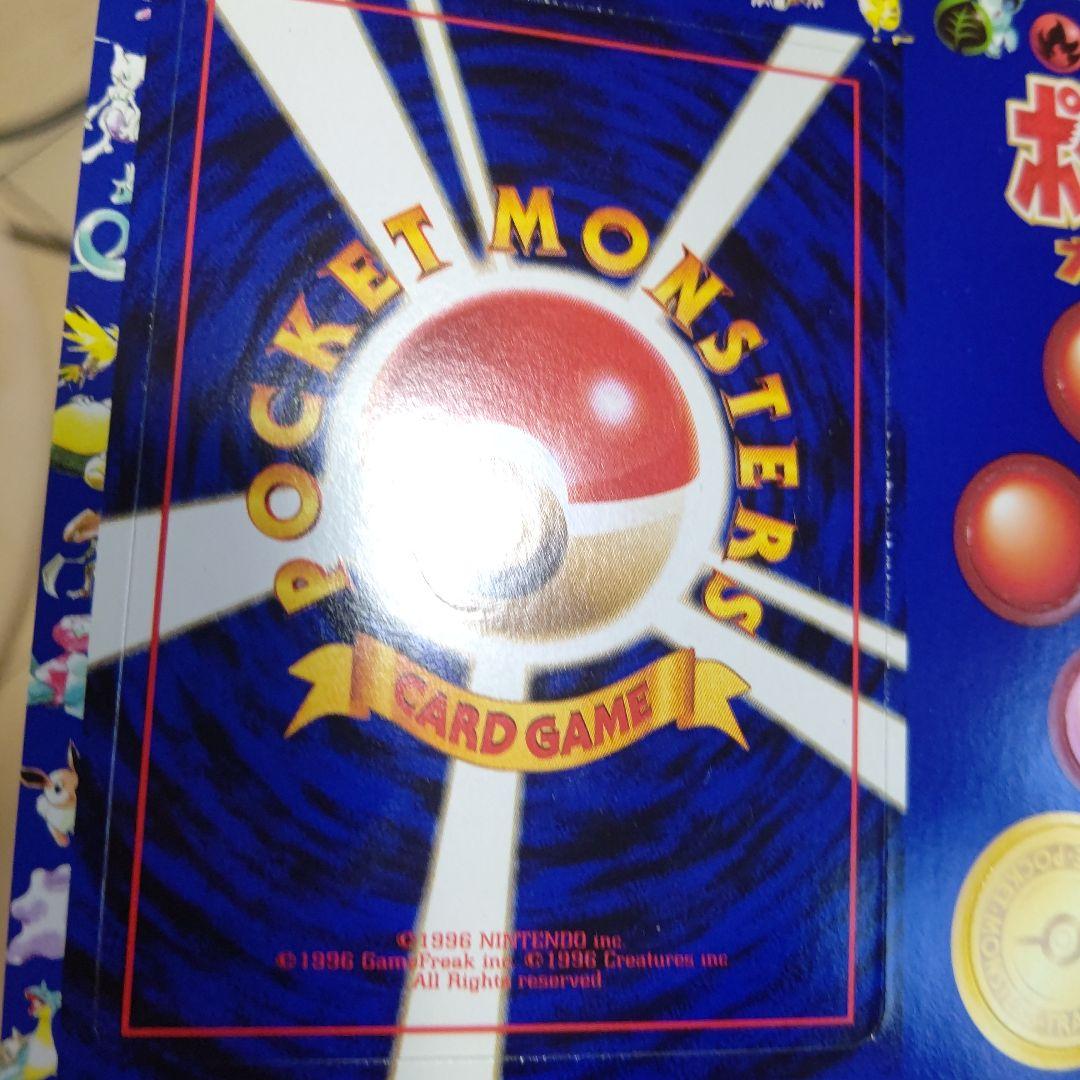 POCKET MONSTERS
CARD GAME
©1996 NINTENDO inc.
©1996 GameFreak inc. ©1996 Creatures inc
All Rights reserved
ポ